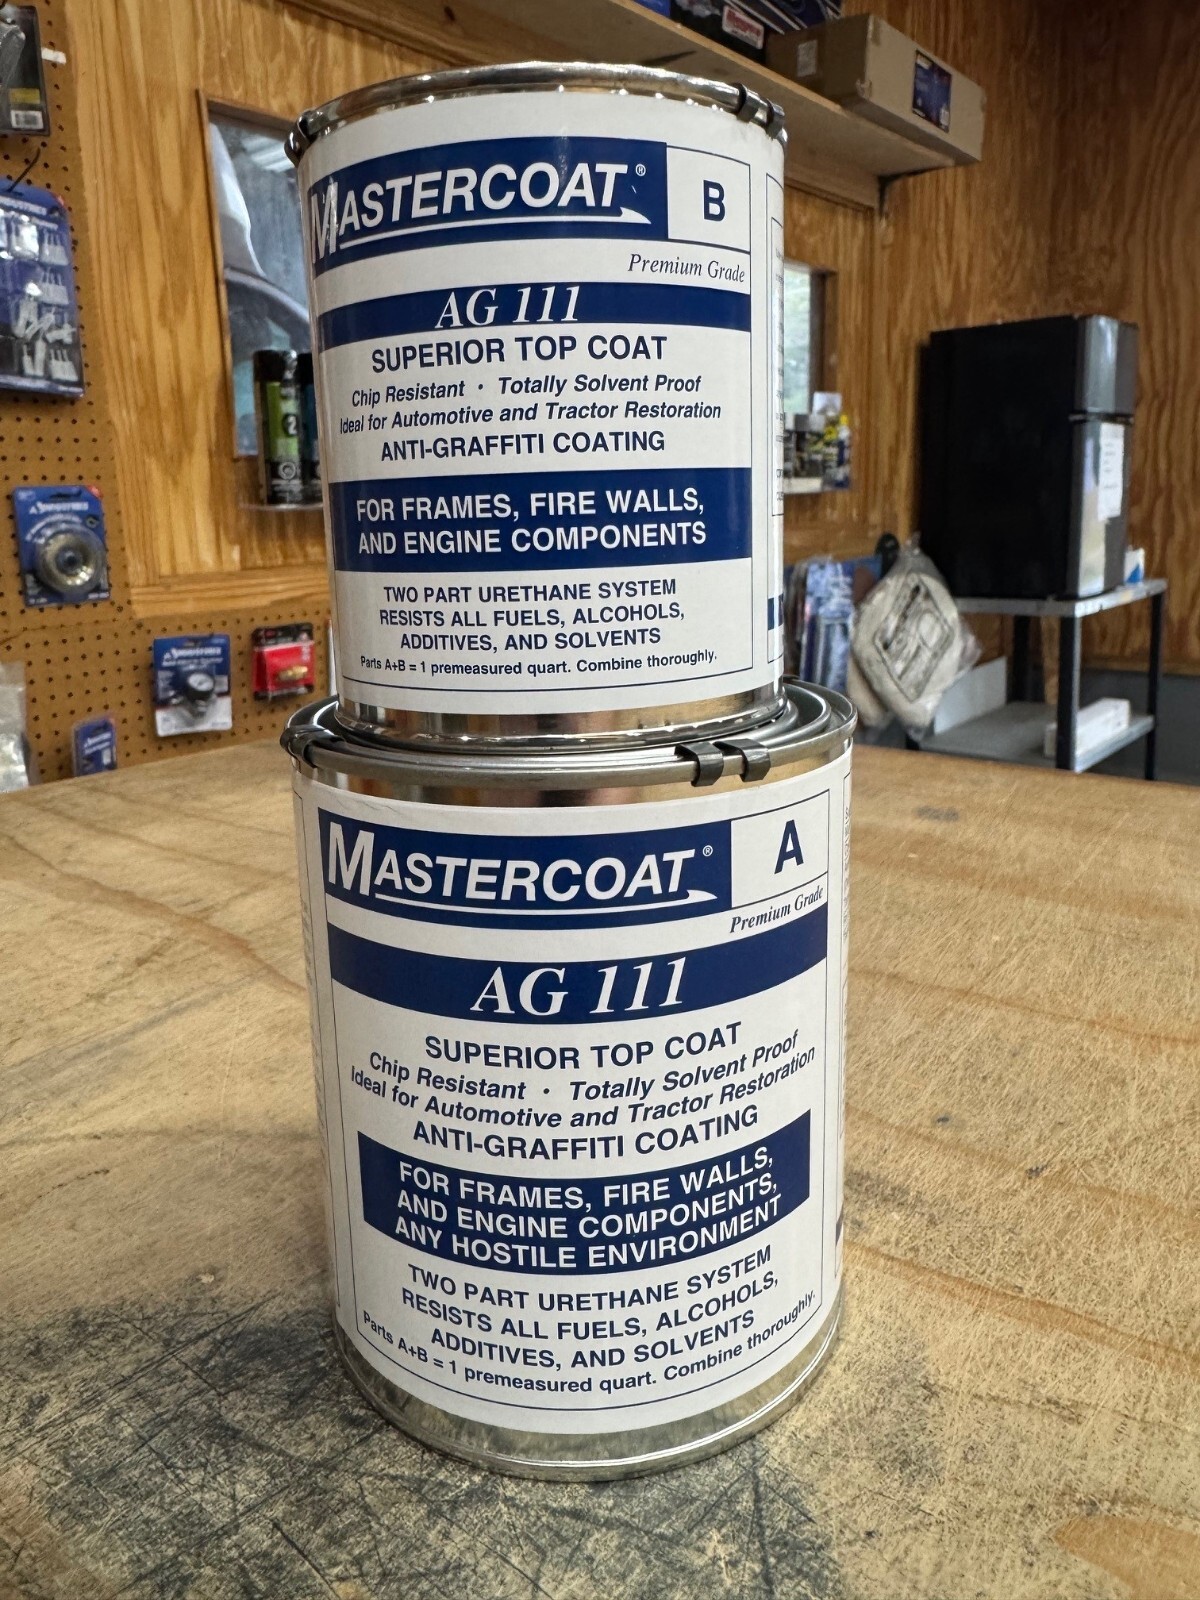 MASTERCOAT®
B
Premium Grade
AG 111
SUPERIOR TOP COAT
Chip Resistant • Totally Solvent Proof
Ideal for Automotive and Tractor Restoration
ANTI-GRAFFITI COATING
FOR FRAMES, FIRE WALLS,
AND ENGINE COMPONENTS
TWO PART URETHANE SYSTEM
RESISTS ALL FUELS, ALCOHOLS,
ADDITIVES, AND SOLVENTS
Parts A+B = 1 premeasured quart. Combine thoroughly.
MASTERCOAT®
A
Premium Grade
AG 111
SUPERIOR TOP COAT
Chip Resistant • Totally Solvent Proof
Ideal for Automotive and Tractor Restoration
ANTI-GRAFFITI COATING
FOR FRAMES, FIRE WALLS,
AND ENGINE COMPONENTS,
ANY HOSTILE ENVIRONMENT
TWO PART URETHANE SYSTEM
RESISTS ALL FUELS, ALCOHOLS,
ADDITIVES, AND SOLVENTS
Parts A+B = 1 premeasured quart. Combine thoroughly.